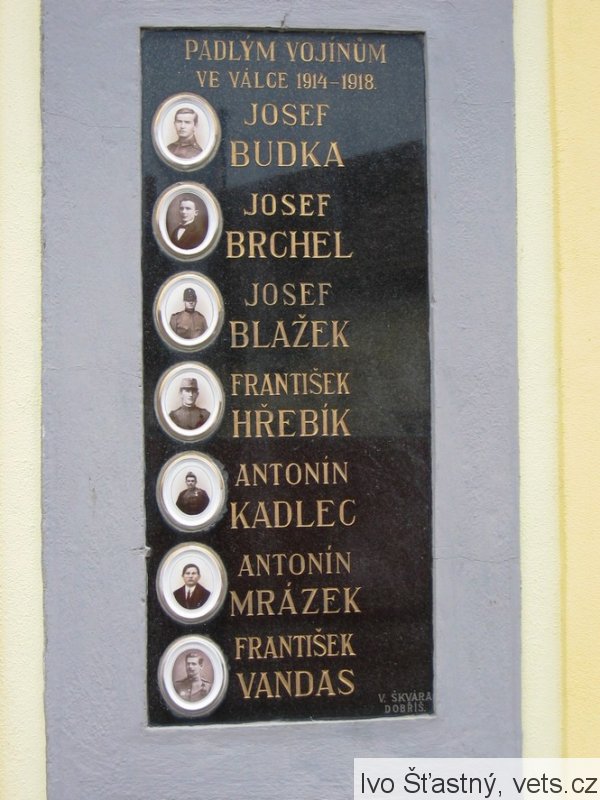 PADLÝM VOJÍNŮM
VE VÁLCE 1914-1918.
JOSEF
BUDKA
JOSEF
BRCHEL
JOSEF
BLAŽEK
FRANTIŠEK
HŘEBÍK
ANTONÍN
KADLEC
ANTONÍN
MRÁZEK
FRANTIŠEK
VANDAS
V. ŠKVÁRA
DOBŘÍŠ.
Ivo Šťastný, vets.cz